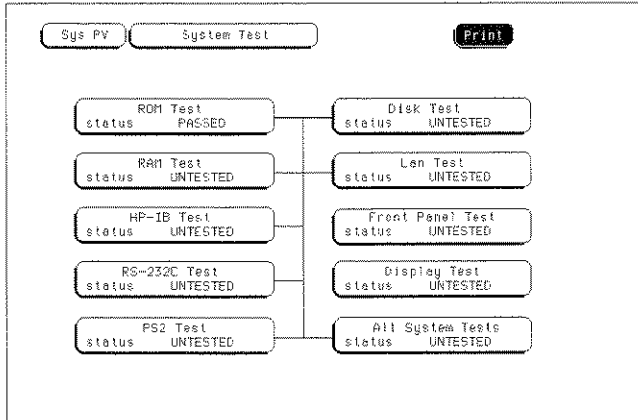 Sys PV System Test Print
ROM Test Disk Test
status PASSED status UNTESTED
RAM Test Lan Test
status UNTESTED status UNTESTED
HP-IB Test Front Panel Test
status UNTESTED status UNTESTED
RS-232C Test Display Test
status UNTESTED status UNTESTED
PS2 Test All System Tests
status UNTESTED status UNTESTED